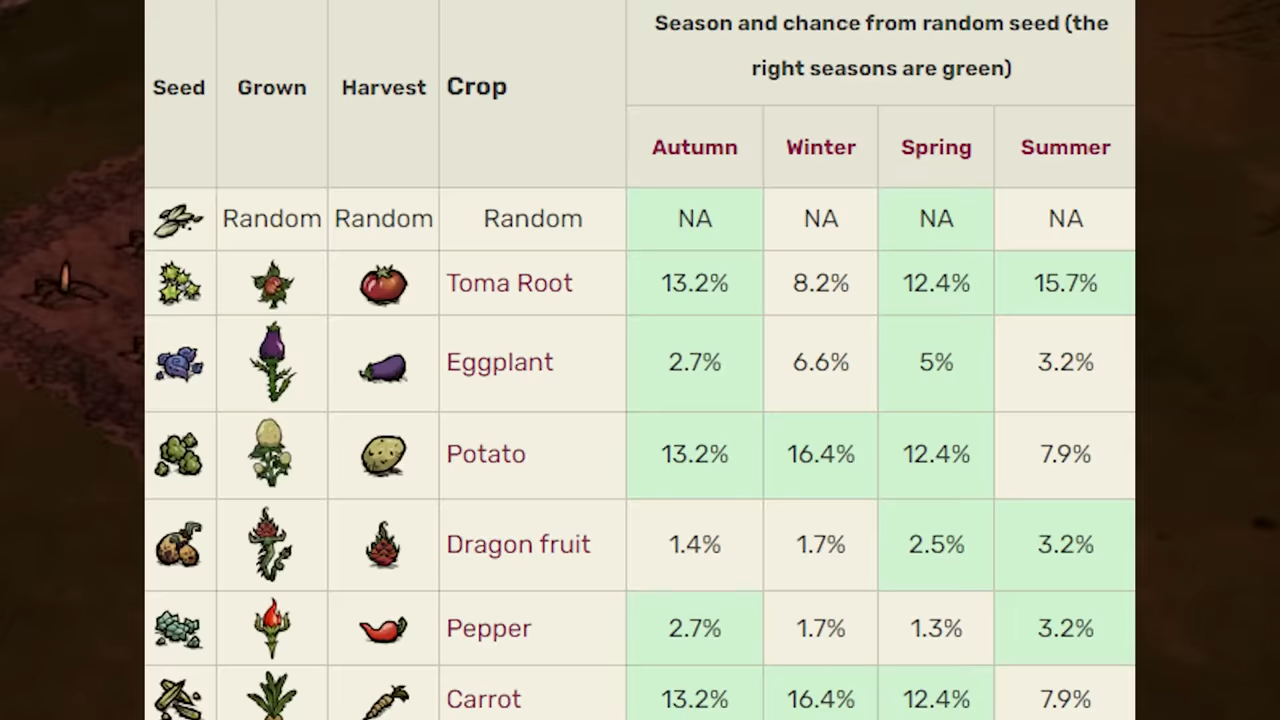 Season and chance from random seed (the
right seasons are green)
Seed Grown Harvest Crop
Autumn Winter Spring Summer
Random Random Random NA NA NA NA
Toma Root 13.2% 8.2% 12.4% 15.7%
Eggplant 2.7% 6.6% 5% 3.2%
Potato 13.2% 16.4% 12.4% 7.9%
Dragon fruit 1.4% 1.7% 2.5% 3.2%
Pepper 2.7% 1.7% 1.3% 3.2%
Carrot 13.2% 16.4% 12.4% 7.9%